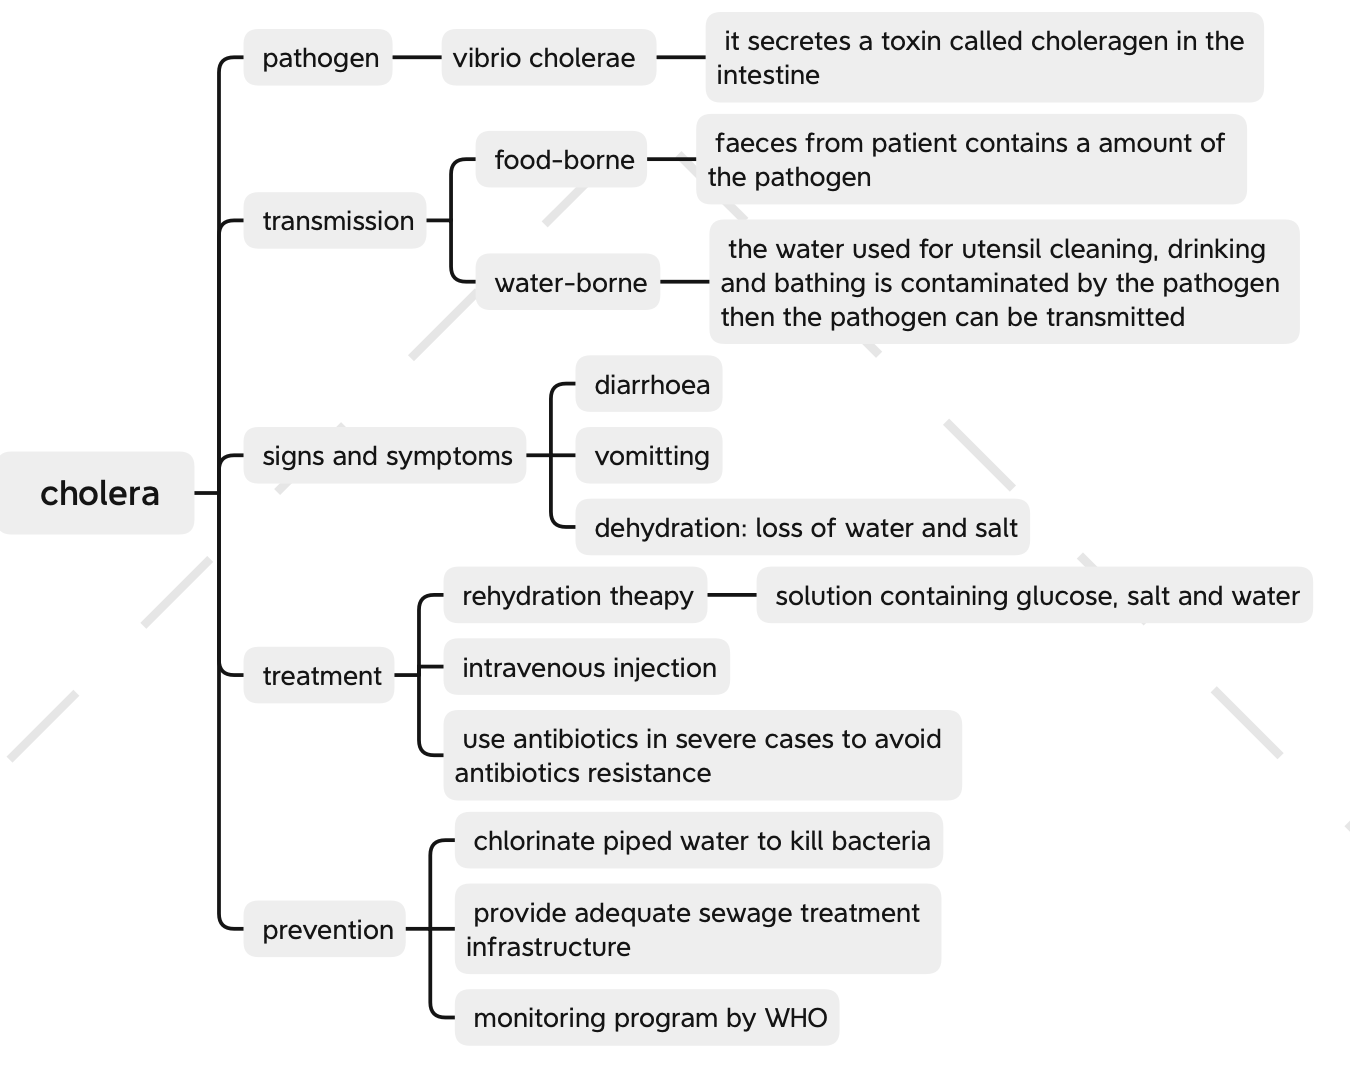 cholera
pathogen
vibrio cholerae
it secretes a toxin called choleragen in the
intestine
transmission
food-borne
faeces from patient contains a amount of
the pathogen
water-borne
the water used for utensil cleaning, drinking
and bathing is contaminated by the pathogen
then the pathogen can be transmitted
signs and symptoms
diarrhoea
vomitting
dehydration: loss of water and salt
treatment
rehydration theapy
solution containing glucose, salt and water
intravenous injection
use antibiotics in severe cases to avoid
antibiotics resistance
prevention
chlorinate piped water to kill bacteria
provide adequate sewage treatment
infrastructure
monitoring program by WHO